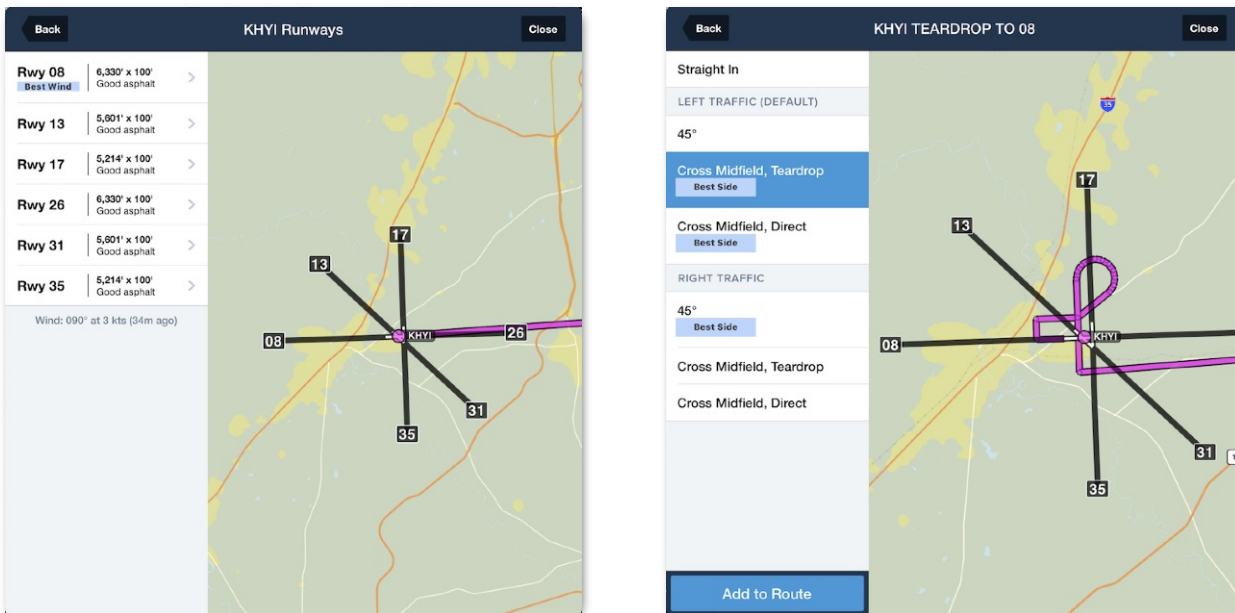 Back
KHYI Runways
Close
Rwy 08
Best Wind
6,330' x 100'
Good asphalt
Rwy 13
5,601' x 100'
Good asphalt
Rwy 17
5,214' x 100'
Good asphalt
Rwy 26
6,330' x 100'
Good asphalt
Rwy 31
5,601' x 100'
Good asphalt
Rwy 35
5,214' x 100'
Good asphalt
Wind: 090° at 3 kts (34m ago)
17
13
KHYI
26
08
31
35
Back
KHYI TEARDROP TO 08
Close
Straight In
LEFT TRAFFIC (DEFAULT)
45°
Cross Midfield, Teardrop
Best Side
Cross Midfield, Direct
Best Side
RIGHT TRAFFIC
45°
Best Side
Cross Midfield, Teardrop
Cross Midfield, Direct
Add to Route
35
17
13
KHYI
08
31
35